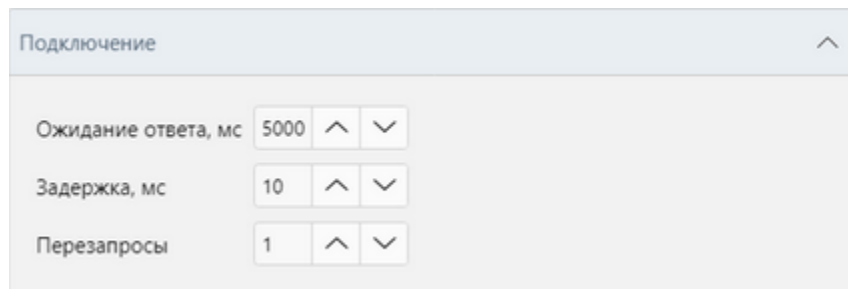 Подключение
Ожидание ответа, мс 5000
Задержка, мс 10
Перезапросы 1